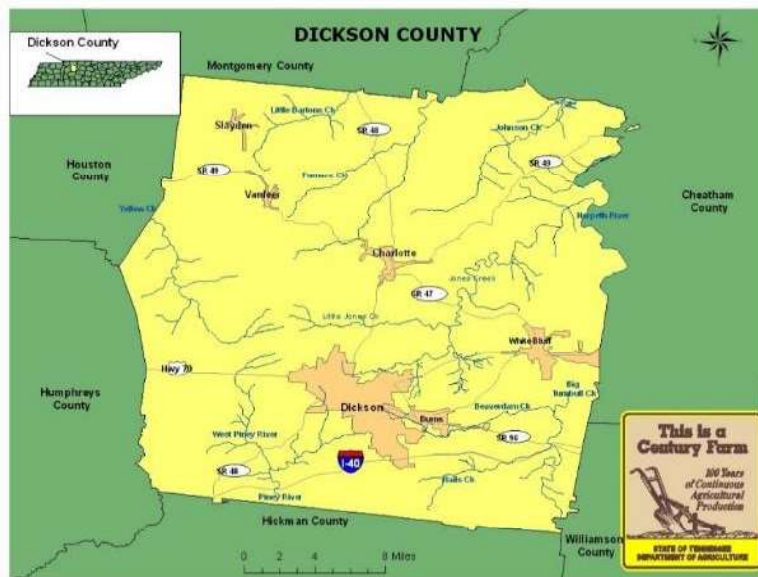 Dickson County
DICKSON COUNTY
Montgomery County
Little Bartons Ck
Slayden
SR 48
Johnson Ck
Houston
County
SR 49
SR 49
Furnace Ck
Vanleer
Cheatham
County
Yellow Ck
Harpeth River
Charlotte
Jones Creek
SR 47
Little Jones Ck
White Bluff
Hwy 70
Humphreys
County
Big
Turnbull Ck
Dickson
Beaverdam Ck
Burns
West Piney River
SR 96
I-40
SR 48
Piney River
Halls Ck
Hickman County
Williamson
County
0 2 4 8 Miles
This is a
Century Farm
100 Years
of Continuous
Agricultural
Production
STATE OF TENNESSEE
DEPARTMENT OF AGRICULTURE